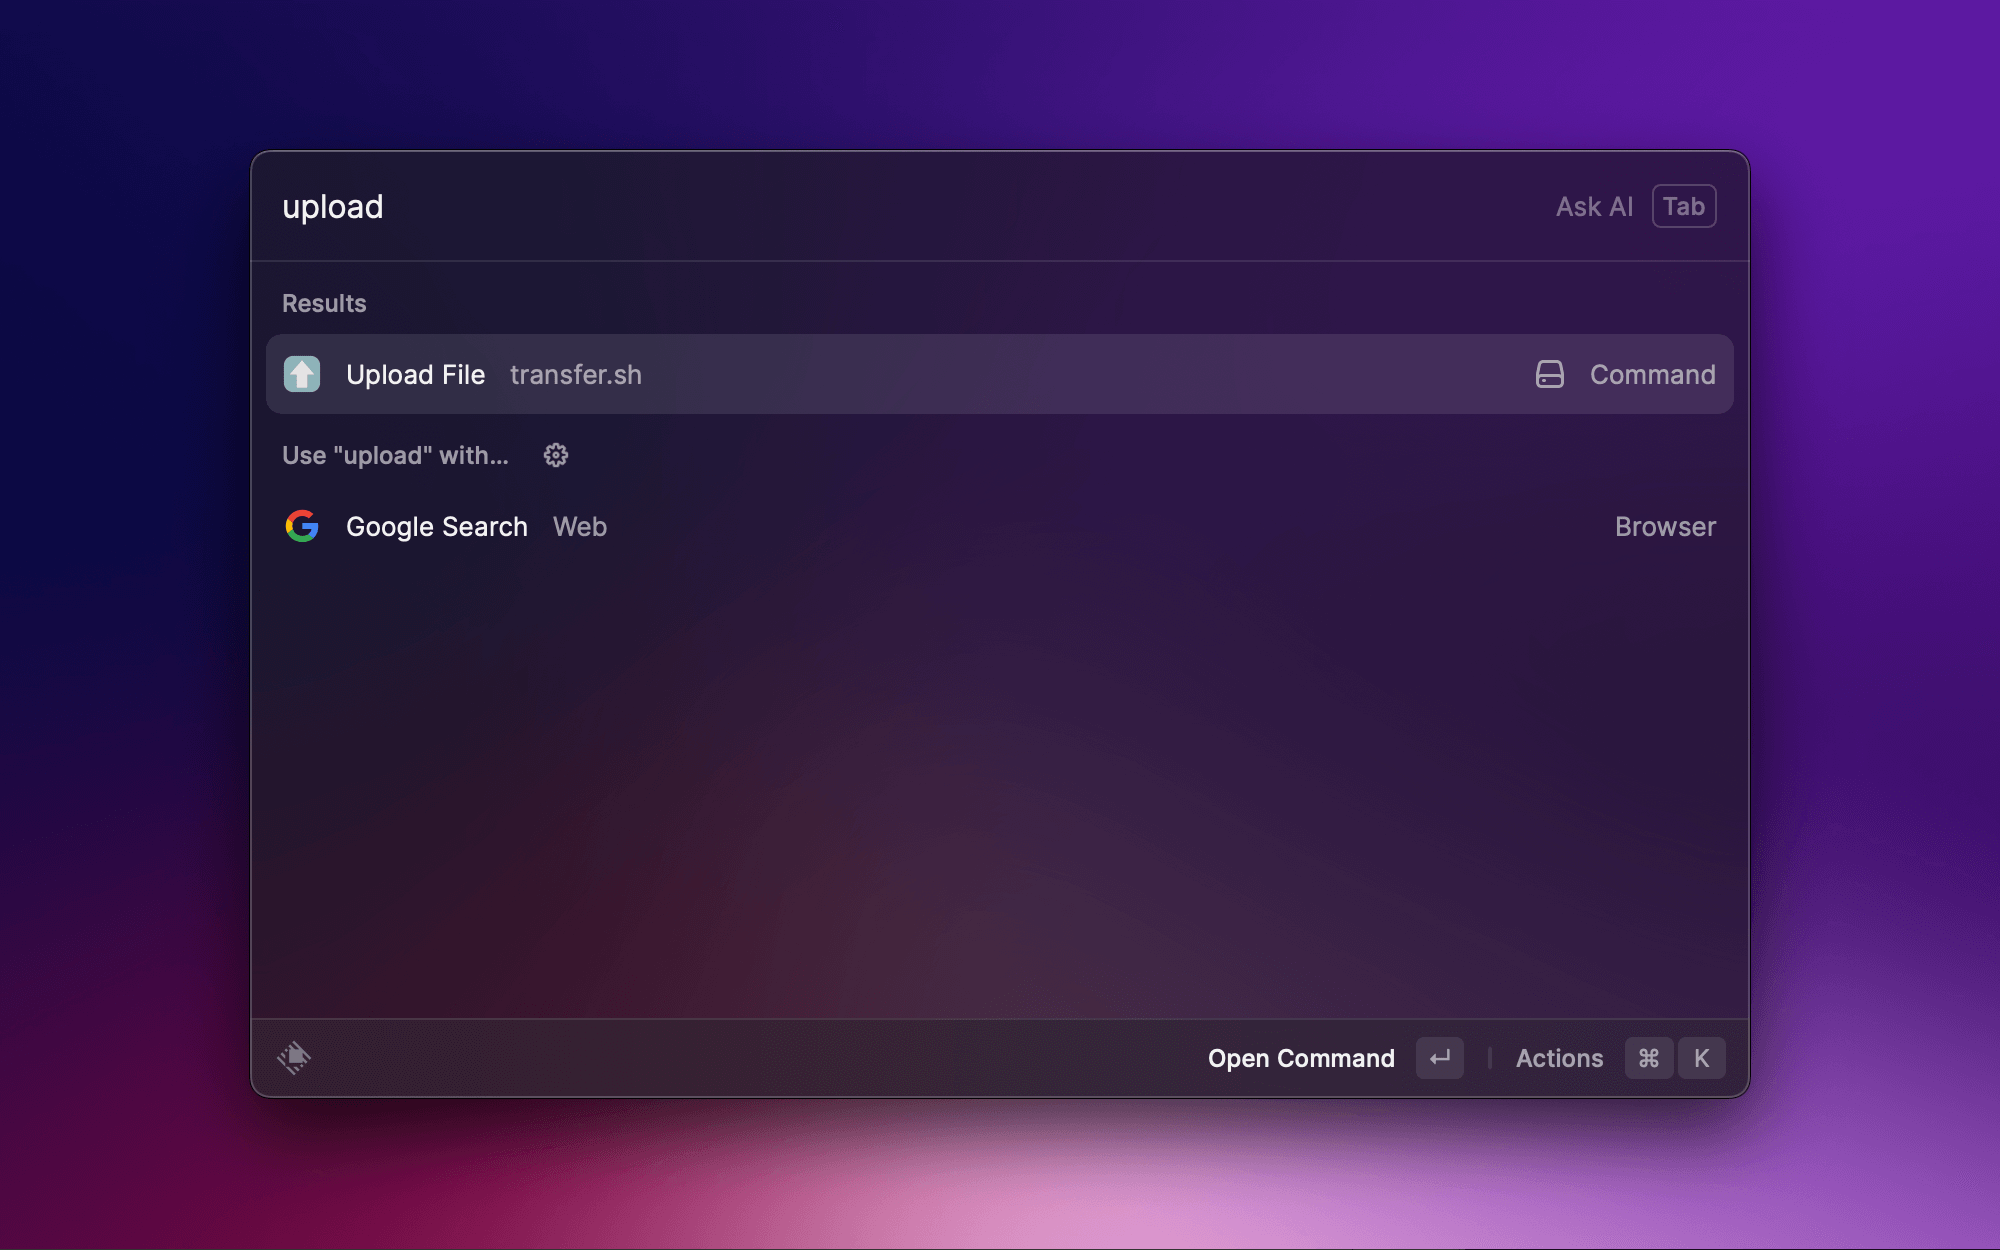 upload Ask AI Tab
Results
Upload File transfer.sh Command
Use "upload" with...
Google Search Web Browser
Open Command ↵ Actions ⌘ K